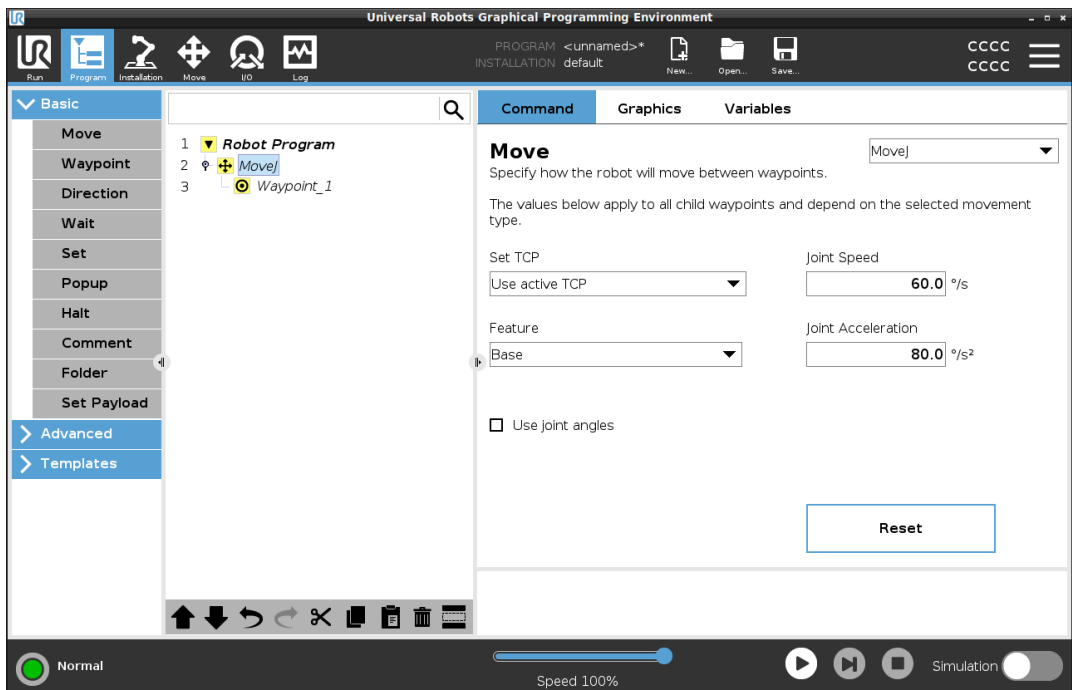 Universal Robots Graphical Programming Environment
UR
Run
Program
Installation
Move
I/O
Log
PROGRAM <unnamed>*
INSTALLATION default
New...
Open...
Save...
CCCC
CCCC
Basic
Move
Waypoint
Direction
Wait
Set
Popup
Halt
Comment
Folder
Set Payload
Advanced
Templates
1 Robot Program
2 MoveJ
3 Waypoint_1
Command Graphics Variables
Move
MoveJ
Specify how the robot will move between waypoints.
The values below apply to all child waypoints and depend on the selected movement
type.
Set TCP
Use active TCP
Joint Speed
60.0 °/s
Feature
Base
Joint Acceleration
80.0 °/s²
Use joint angles
Reset
Normal
Speed 100%
Simulation